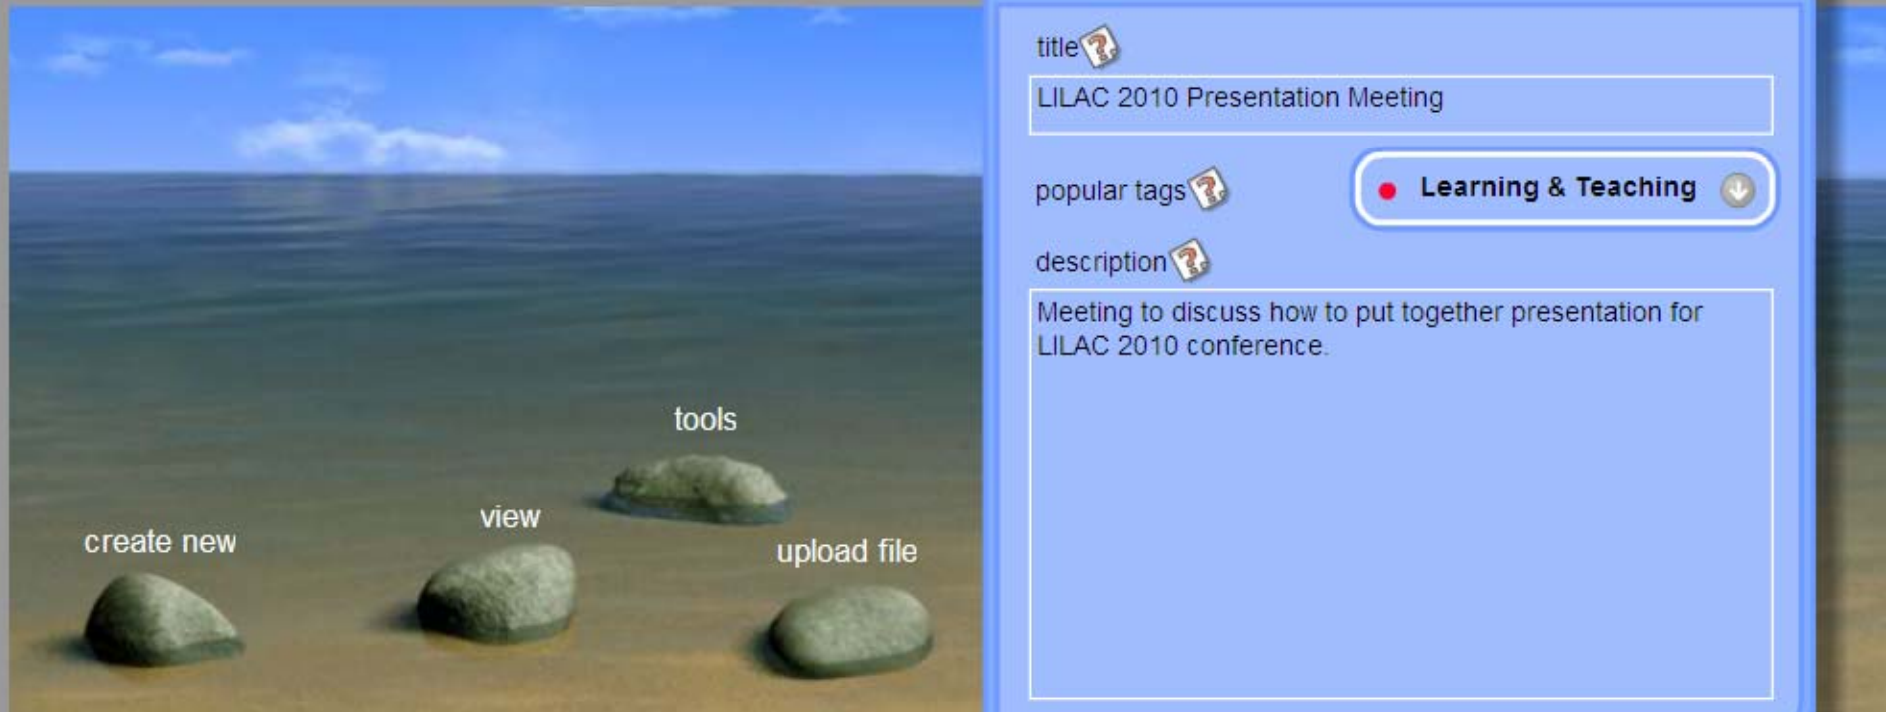 tools
view
create new
upload file
title
LILAC 2010 Presentation Meeting
popular tags
Learning & Teaching
description
Meeting to discuss how to put together presentation for
LILAC 2010 conference.